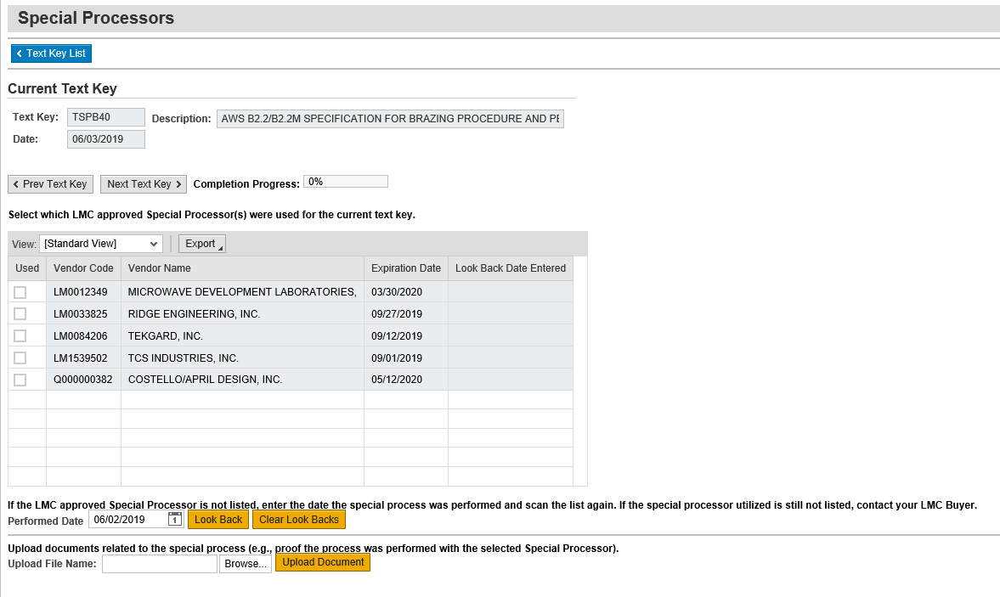 Special Processors
Text Key List
Current Text Key
Text Key: TSPB40 Description: AWS B2.2/B2.2M SPECIFICATION FOR BRAZING PROCEDURE AND PE
Date: 06/03/2019
Prev Text Key Next Text Key Completion Progress: 0%
Select which LMC approved Special Processor(s) were used for the current text key.
View: [Standard View] Export
Used Vendor Code Vendor Name Expiration Date Look Back Date Entered
LM0012349 MICROWAVE DEVELOPMENT LABORATORIES, 03/30/2020
LM0033825 RIDGE ENGINEERING, INC. 09/27/2019
LM0084206 TEKGARD, INC. 09/12/2019
LM1539502 TCS INDUSTRIES, INC. 09/01/2019
Q000000382 COSTELLO/APRIL DESIGN, INC. 05/12/2020
If the LMC approved Special Processor is not listed, enter the date the special process was performed and scan the list again. If the special processor utilized is still not listed, contact your LMC Buyer.
Performed Date 06/02/2019 1 Look Back Clear Look Backs
Upload documents related to the special process (e.g., proof the process was performed with the selected Special Processor).
Upload File Name: Browse... Upload Document